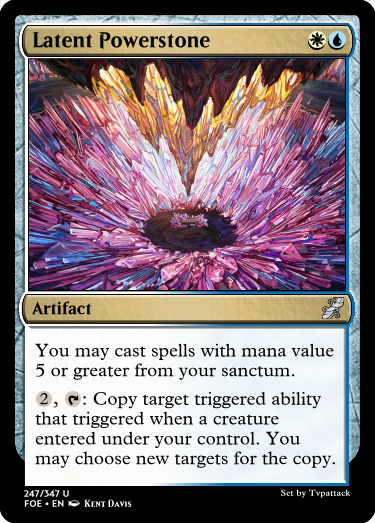 Latent Powerstone
Artifact
You may cast spells with mana value
5 or greater from your sanctum.
2, : Copy target triggered ability
that triggered when a creature
entered under your control. You
may choose new targets for the copy.
247/347 U
FOE • EN Kent Davis
Set by Tvpattack